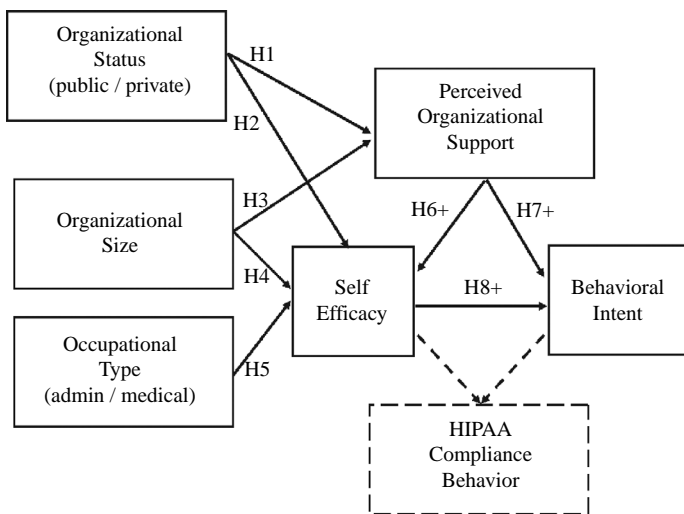 Organizational
Status
(public / private)
H1
H2
Perceived
Organizational
Support
Organizational
Size
H3
H4
H6+
H7+
Self
Efficacy
H8+
Behavioral
Intent
Occupational
Type
(admin / medical)
H5
HIPAA
Compliance
Behavior